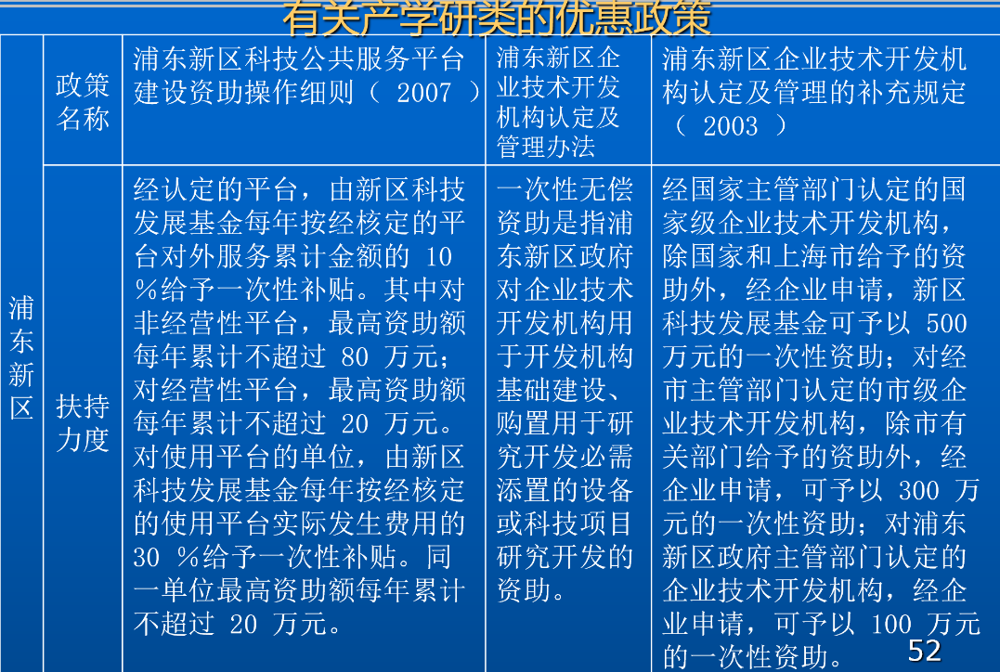 有关产学研类的优惠政策
浦
东
新
区
政策
名称
浦东新区科技公共服务平台
建设资助操作细则（ 2007 ）
浦东新区企
业技术开发
机构认定及
管理办法
浦东新区企业技术开发机
构认定及管理的补充规定
（ 2003 ）
扶持
力度
经认定的平台，由新区科技
发展基金每年按经核定的平
台对外服务累计金额的 10
%给予一次性补贴。其中对
非经营性平台，最高资助额
每年累计不超过 80 万元；
对经营性平台，最高资助额
每年累计不超过 20 万元。
对使用平台的单位，由新区
科技发展基金每年按经核定
的使用平台实际发生费用的
30 %给予一次性补贴。同
一单位最高资助额每年累计
不超过 20 万元。
一次性无偿
资助是指浦
东新区政府
对企业技术
开发机构用
于开发机构
基础建设、
购置用于研
究开发必需
添置的设备
或科技项目
研究开发的
资助。
经国家主管部门认定的国
家级企业技术开发机构，
除国家和上海市给予的资
助外，经企业申请，新区
科技发展基金可予以 500
万元的一次性资助；对经
市主管部门认定的市级企
业技术开发机构，除市有
关部门给予的资助外，经
企业申请，可予以 300 万
元的一次性资助；对浦东
新区政府主管部门认定的
企业技术开发机构，经企
业申请，可予以 100 万元
的一次性资助。
52